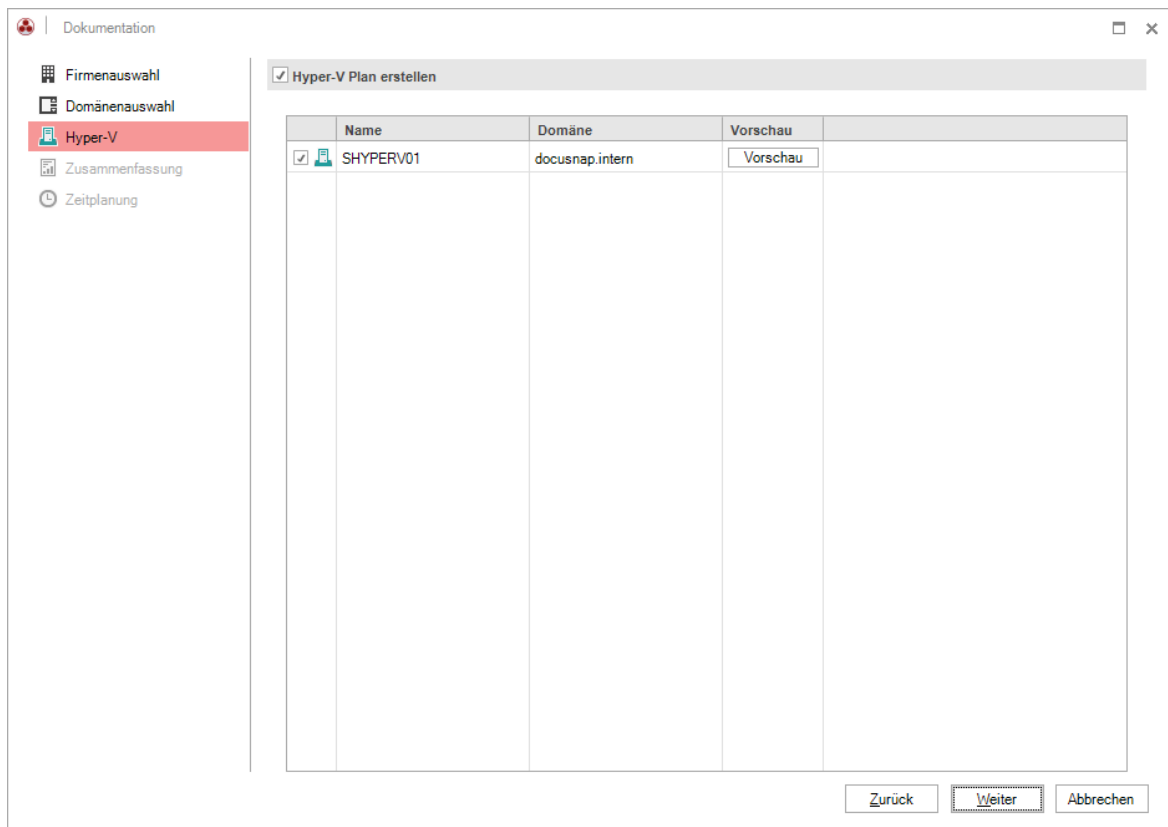 Dokumentation
Firmenauswahl
Domänenauswahl
Hyper-V
Zusammenfassung
Zeitplanung
Hyper-V Plan erstellen
Name Domäne Vorschau
SHYPERV01 docusnap.intern Vorschau
Zurück Weiter Abbrechen